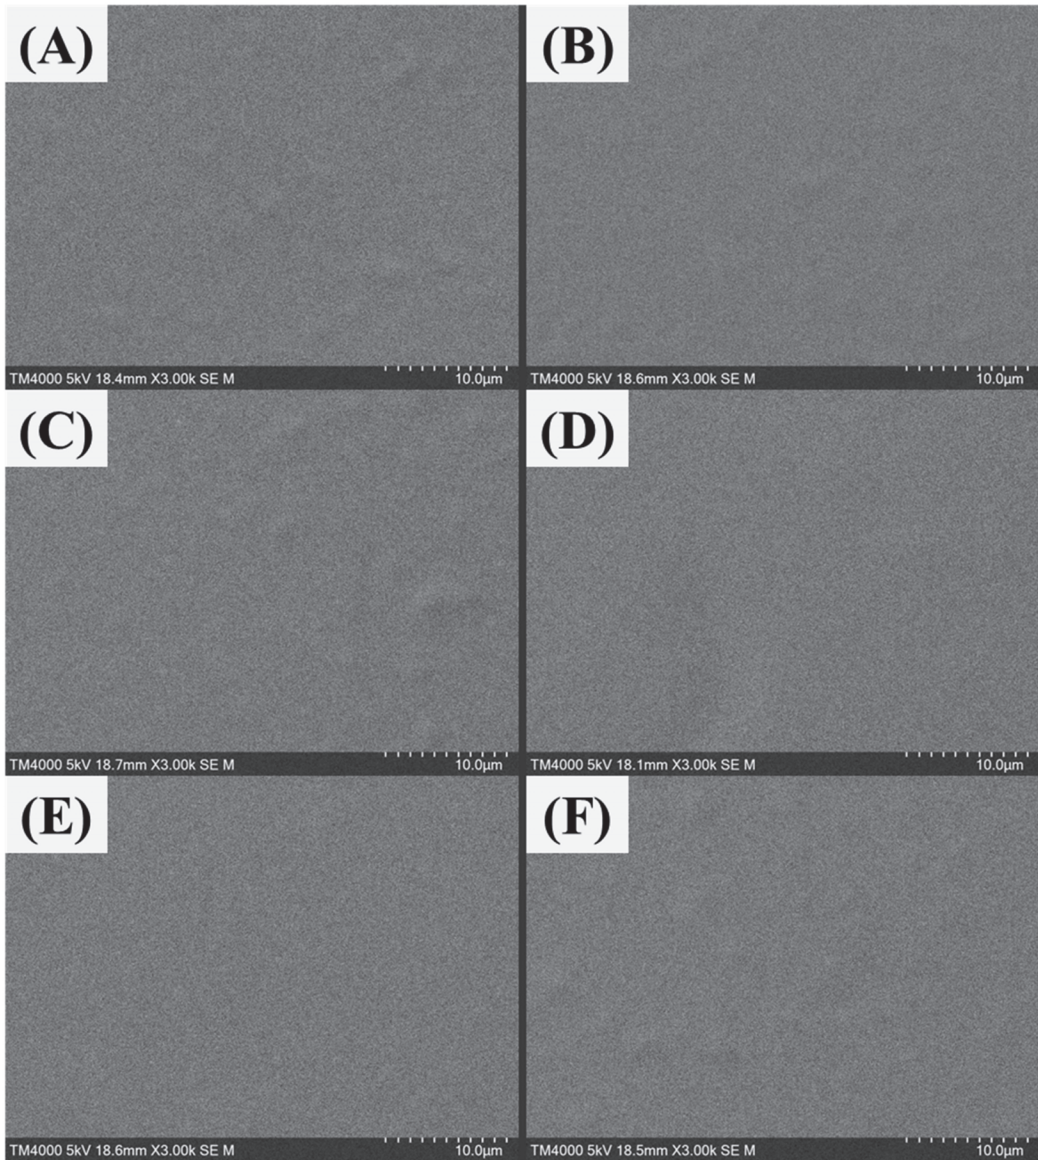 (A)
(B)
TM4000 5kV 18.4mm X3.00k SE M 10.0µm
TM4000 5kV 18.6mm X3.00k SE M 10.0µm
(C)
(D)
TM4000 5kV 18.7mm X3.00k SE M 10.0µm
TM4000 5kV 18.1mm X3.00k SE M 10.0µm
(E)
(F)
TM4000 5kV 18.6mm X3.00k SE M 10.0µm
TM4000 5kV 18.5mm X3.00k SE M 10.0µm